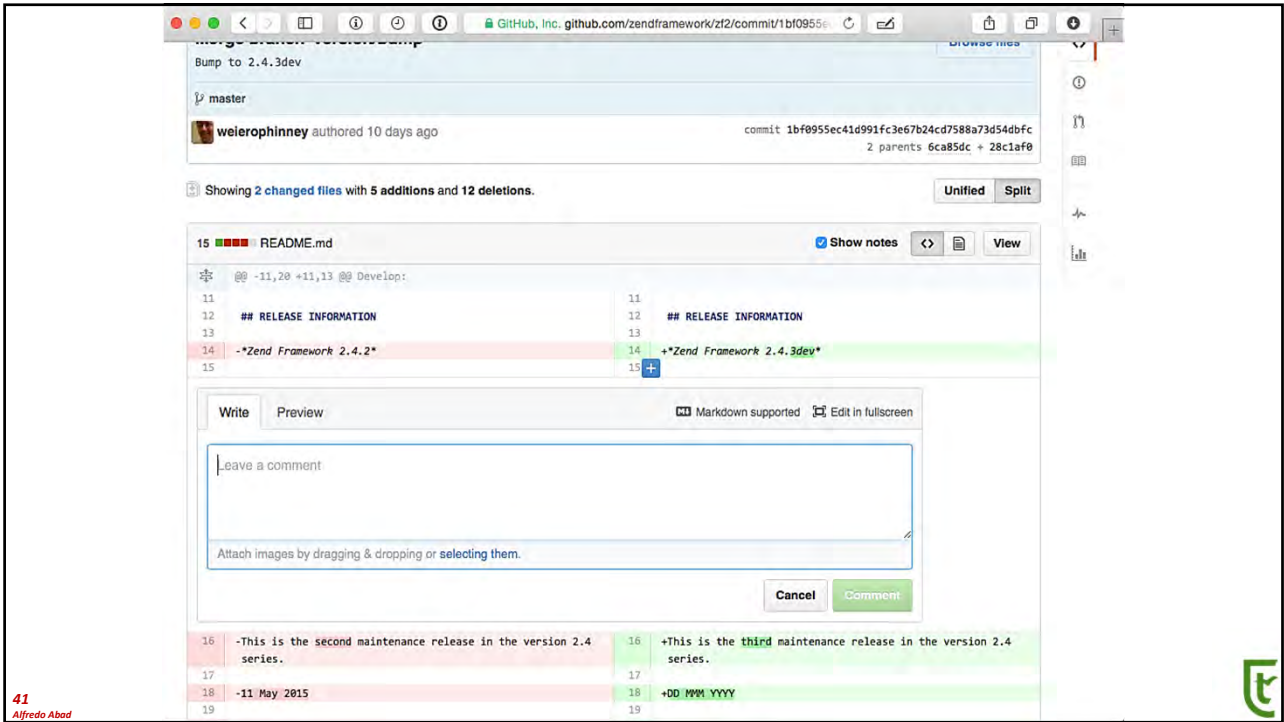 GitHub, Inc. github.com/zendframework/zf2/commit/1bf0955e
Merge branch 'version/bump'
Browse files
Bump to 2.4.3dev
master
weierophinney authored 10 days ago
commit 1bf0955ec41d991fc3e67b24cd7588a73d54dbfc
2 parents 6ca85dc + 28c1af0
Showing 2 changed files with 5 additions and 12 deletions.
Unified Split
15 README.md
Show notes
<> View
@@ -11,20 +11,13 @@ Develop:
11 11
12 ## RELEASE INFORMATION 12 ## RELEASE INFORMATION
13 13
14 -*Zend Framework 2.4.2* 14 +*Zend Framework 2.4.3dev*
15 15 +
Write Preview
Markdown supported Edit in fullscreen
Leave a comment
Attach images by dragging & dropping or selecting them.
Cancel Comment
16 -This is the second maintenance release in the version 2.4 16 +This is the third maintenance release in the version 2.4
series. series.
17 17
18 -11 May 2015 18 +DD MMM YYYY
19 19
41
Alfredo Abad